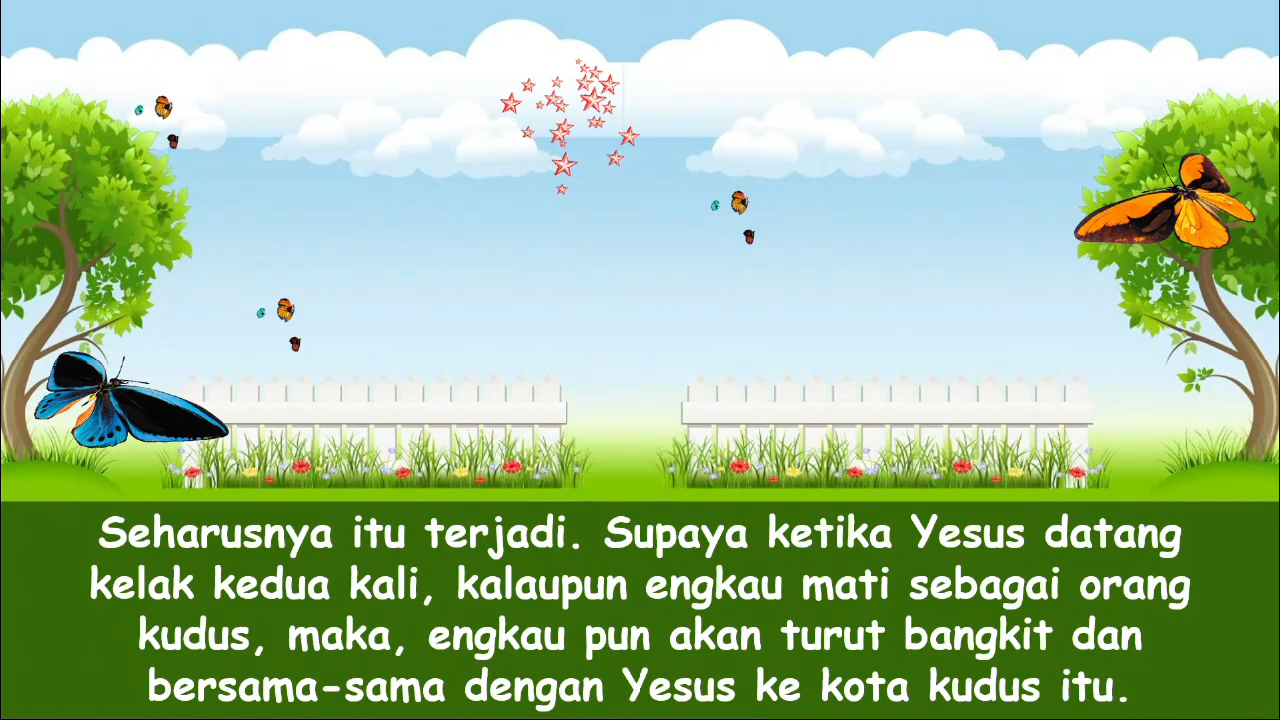 Seharusnya itu terjadi. Supaya ketika Yesus datang
kelak kedua kali, kalaupun engkau mati sebagai orang
kudus, maka, engkau pun akan turut bangkit dan
bersama-sama dengan Yesus ke kota kudus itu.